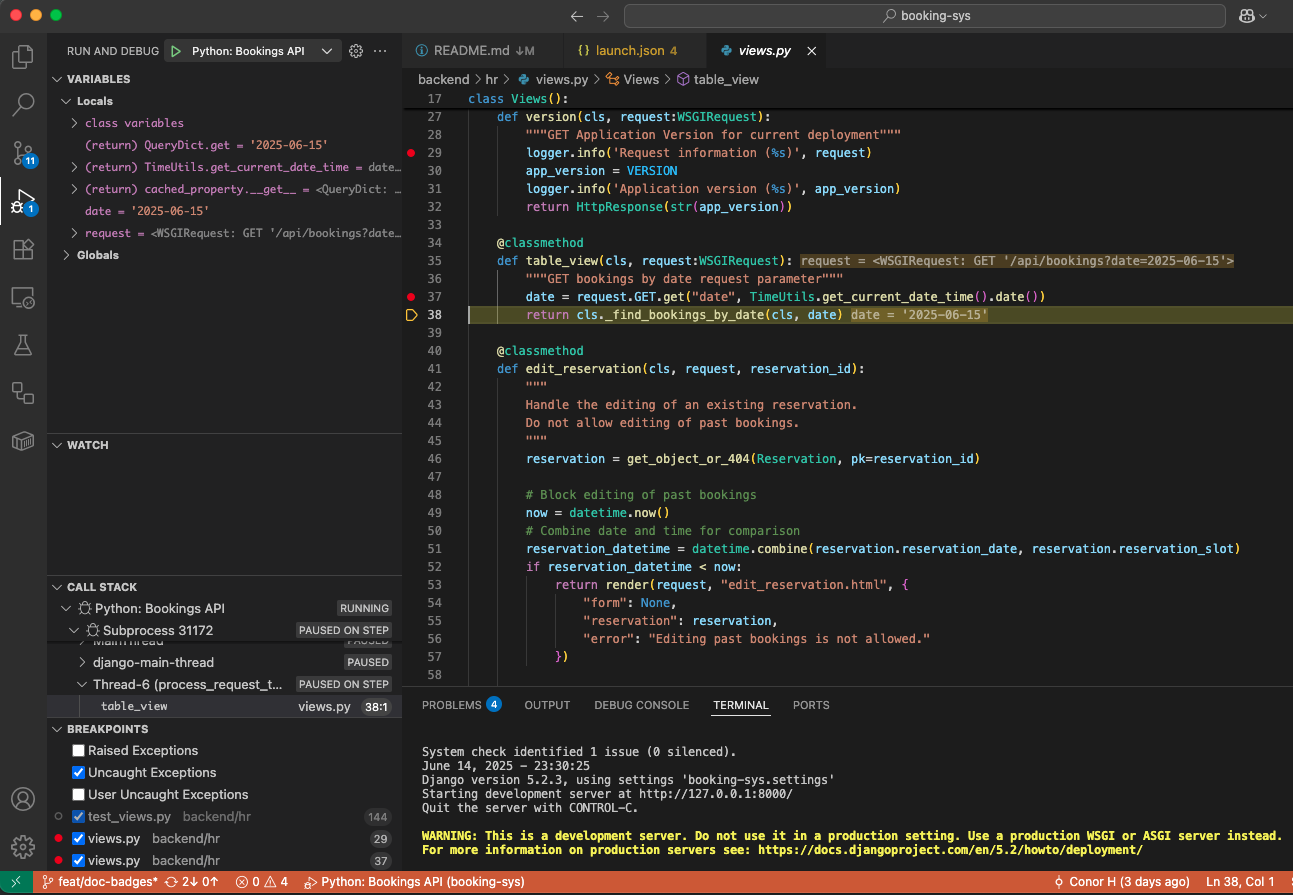 booking-sys
RUN AND DEBUG
Python: Bookings API
VARIABLES
Locals
class variables
(return) QueryDict.get = '2025-06-15'
(return) TimeUtils.get_current_date_time = date…
(return) cached_property.__get__ = <QueryDict: …
date = '2025-06-15'
request = <WSGIRequest: GET '/api/bookings?date…
Globals
WATCH
CALL STACK
Python: Bookings API RUNNING
Subprocess 31172 PAUSED ON STEP
MainThread PAUSED
django-main-thread PAUSED
Thread-6 (process_request_t… PAUSED ON STEP
table_view views.py 38:1
BREAKPOINTS
Raised Exceptions
Uncaught Exceptions
User Uncaught Exceptions
test_views.py backend/hr 144
views.py backend/hr 29
views.py backend/hr 37
11
1
README.md ↓M
{} launch.json 4
views.py
backend > hr > views.py > Views > table_view
17 class Views():
27 def version(cls, request:WSGIRequest):
28 """GET Application Version for current deployment"""
29 logger.info('Request information (%s)', request)
30 app_version = VERSION
31 logger.info('Application version (%s)', app_version)
32 return HttpResponse(str(app_version))
33
34 @classmethod
35 def table_view(cls, request:WSGIRequest): request = <WSGIRequest: GET '/api/bookings?date=2025-06-15'>
36 """GET bookings by date request parameter"""
37 date = request.GET.get("date", TimeUtils.get_current_date_time().date())
38 return cls._find_bookings_by_date(cls, date) date = '2025-06-15'
39
40 @classmethod
41 def edit_reservation(cls, request, reservation_id):
42 """
43 Handle the editing of an existing reservation.
44 Do not allow editing of past bookings.
45 """
46 reservation = get_object_or_404(Reservation, pk=reservation_id)
47
48 # Block editing of past bookings
49 now = datetime.now()
50 # Combine date and time for comparison
51 reservation_datetime = datetime.combine(reservation.reservation_date, reservation.reservation_slot)
52 if reservation_datetime < now:
53 return render(request, "edit_reservation.html", {
54 "form": None,
55 "reservation": reservation,
56 "error": "Editing past bookings is not allowed."
57 })
58
PROBLEMS 4 OUTPUT DEBUG CONSOLE TERMINAL PORTS
System check identified 1 issue (0 silenced).
June 14, 2025 - 23:30:25
Django version 5.2.3, using settings 'booking-sys.settings'
Starting development server at http://127.0.0.1:8000/
Quit the server with CONTROL-C.
WARNING: This is a development server. Do not use it in a production setting. Use a production WSGI or ASGI server instead.
For more information on production servers see: https://docs.djangoproject.com/en/5.2/howto/deployment/
feat/doc-badges* 2↓ 0↑ 0 4 Python: Bookings API (booking-sys) Conor H (3 days ago) Ln 38, Col 1